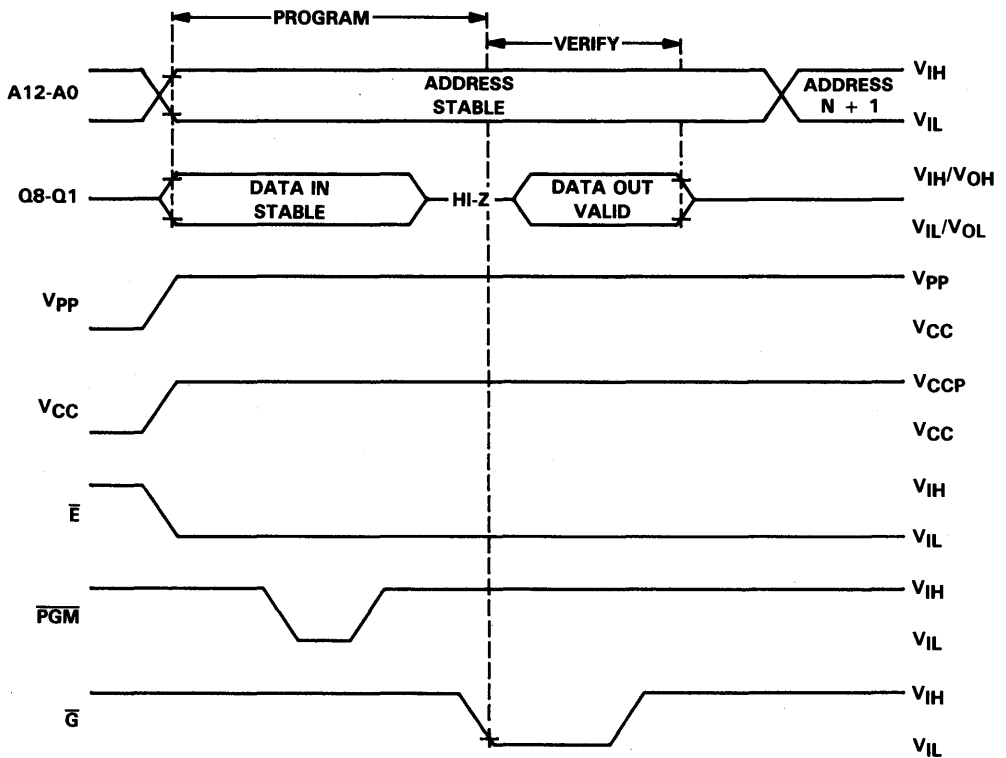 PROGRAM
VERIFY
A12-A0
ADDRESS
STABLE
ADDRESS
N + 1
VIH
VIL
Q8-Q1
DATA IN
STABLE
HI-Z
DATA OUT
VALID
VIH/VOH
VIL/VOL
VPP
VPP
VCC
VCC
VCCP
VCC
E̅
VIH
VIL
P̅G̅M̅
VIH
VIL
G̅
VIH
VIL